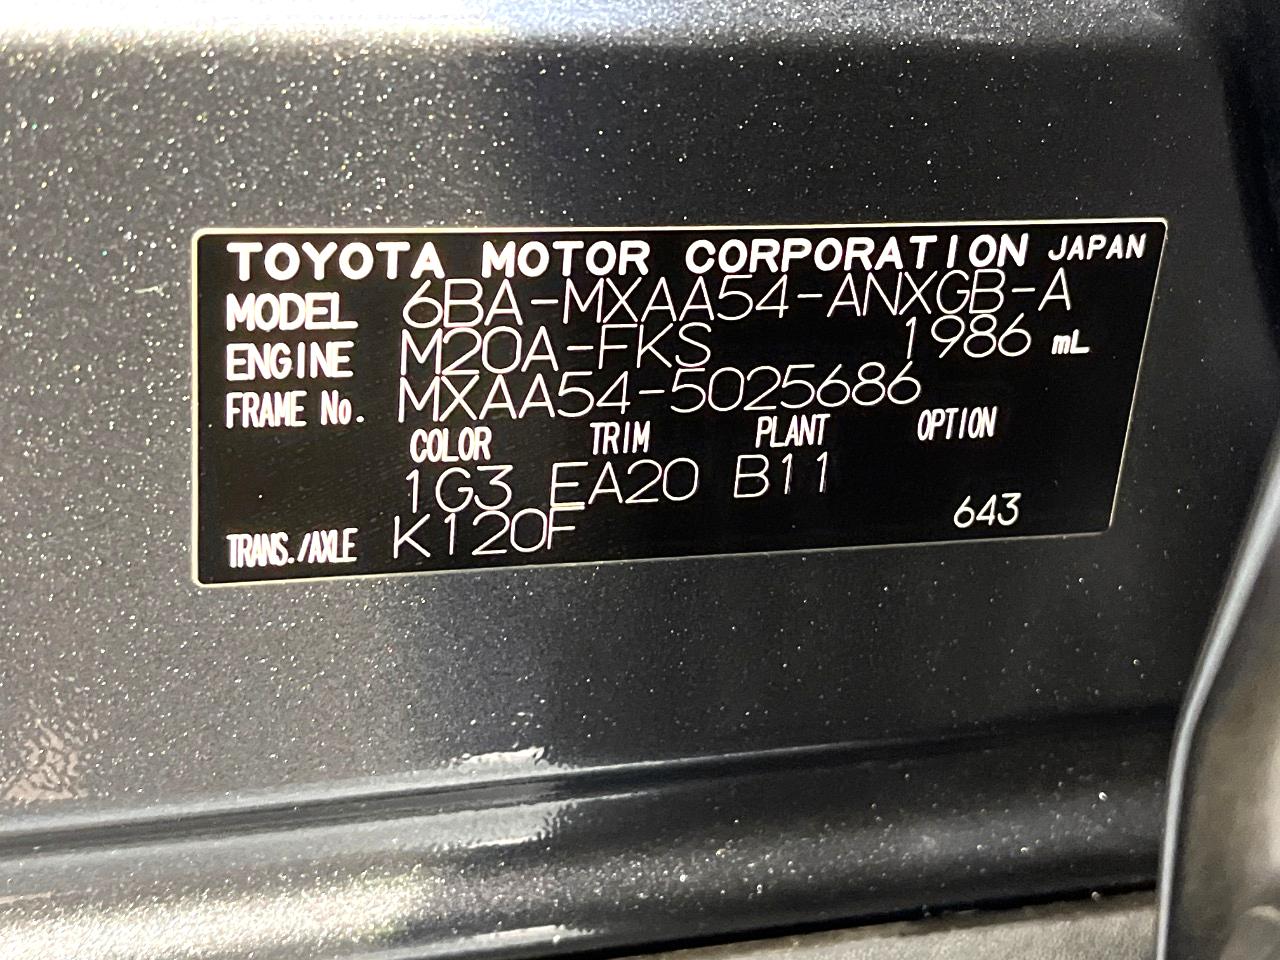 TOYOTA MOTOR CORPORATION JAPAN
MODEL 6BA-MXAA54-ANXGB-A
ENGINE M20A-FKS 1986 mL
FRAME No. MXAA54-5025686
COLOR TRIM PLANT OPTION
1G3 EA20 B11
TRANS./AXLE K120F 643